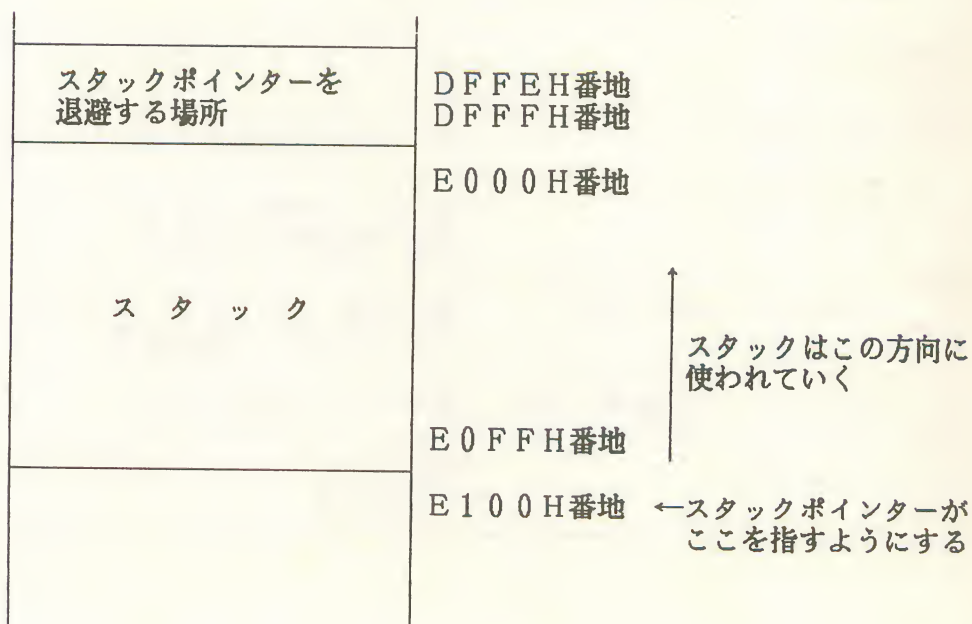 スタックポインターを
退避する場所
DFFEH番地
DFFFH番地
E000H番地
スタック
スタックはこの方向に
使われていく
E0FFH番地
E100H番地 ←スタックポインターが
ここを指すようにする